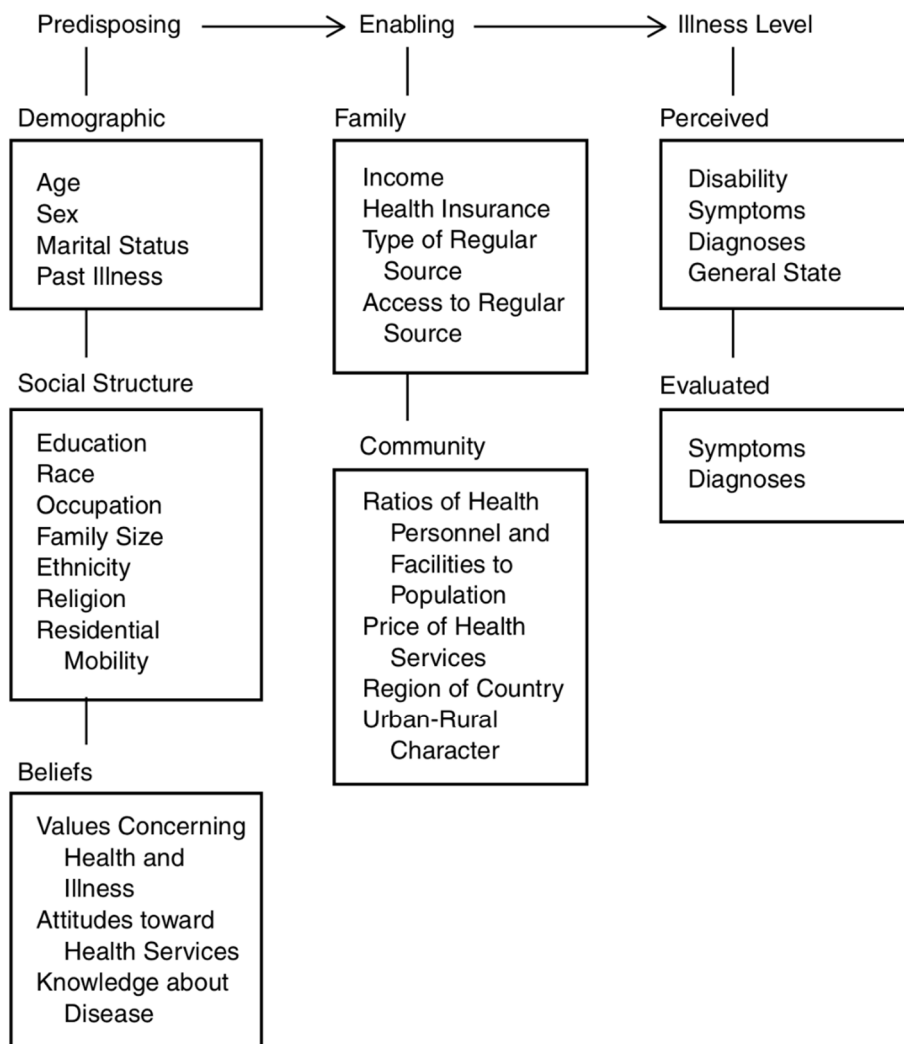 Predisposing
Enabling
Illness Level
Demographic
Age
Sex
Marital Status
Past Illness
Social Structure
Education
Race
Occupation
Family Size
Ethnicity
Religion
Residential
Mobility
Beliefs
Values Concerning
Health and
Illness
Attitudes toward
Health Services
Knowledge about
Disease
Family
Income
Health Insurance
Type of Regular
Source
Access to Regular
Source
Community
Ratios of Health
Personnel and
Facilities to
Population
Price of Health
Services
Region of Country
Urban-Rural
Character
Perceived
Disability
Symptoms
Diagnoses
General State
Evaluated
Symptoms
Diagnoses